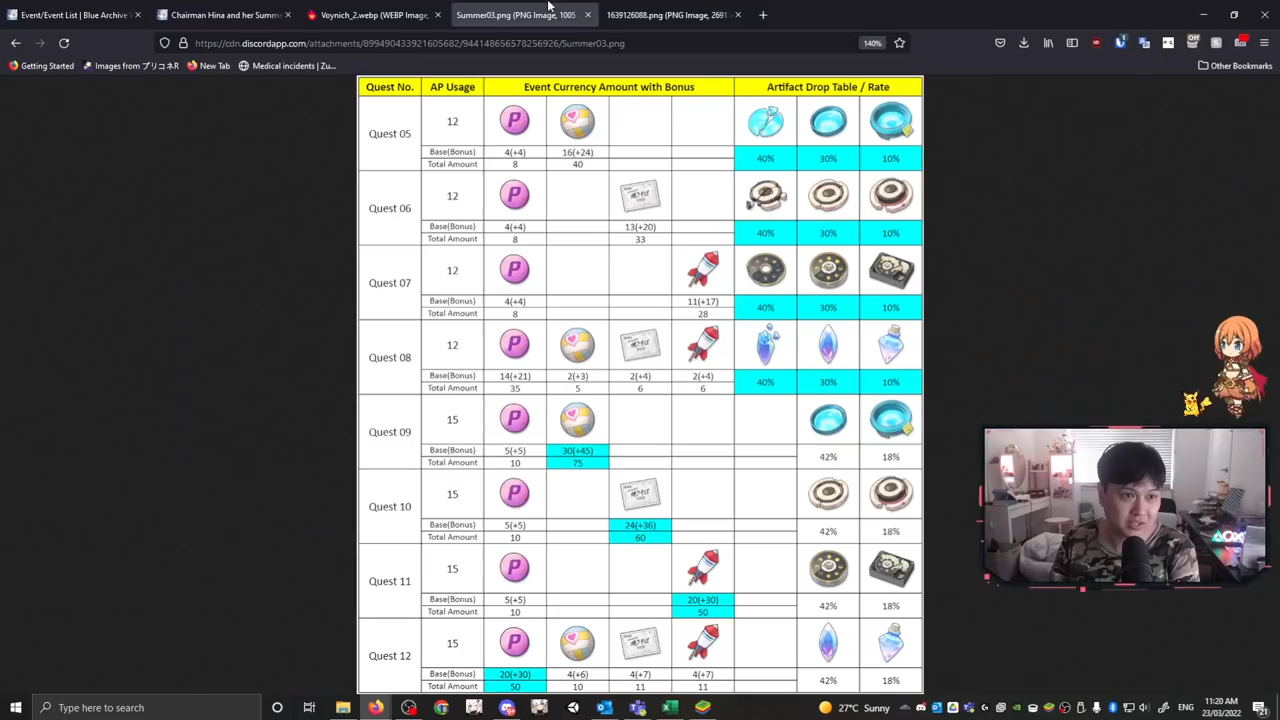 Event/Event List | Blue Archive W
Chairman Hina and her Summe
Voynich_2.webp (WEBP Image,
Summer03.png (PNG Image, 1005
1639126088.png (PNG Image, 2691
https://cdn.discordapp.com/attachments/899490433921605682/944148656578256926/Summer03.png
140%
Off
Getting Started
Images from プリコネR
New Tab
Medical incidents | Zu...
Other Bookmarks
Quest No. AP Usage Event Currency Amount with Bonus Artifact Drop Table / Rate
Quest 05 12 P
Base(Bonus) 4(+4) 16(+24) 40% 30% 10%
Total Amount 8 40
Quest 06 12 P
Base(Bonus) 4(+4) 13(+20) 40% 30% 10%
Total Amount 8 33
Quest 07 12 P
Base(Bonus) 4(+4) 11(+17) 40% 30% 10%
Total Amount 8 28
Quest 08 12 P
Base(Bonus) 14(+21) 2(+3) 2(+4) 2(+4) 40% 30% 10%
Total Amount 35 5 6 6
Quest 09 15 P
Base(Bonus) 5(+5) 30(+45) 42% 18%
Total Amount 10 75
Quest 10 15 P
Base(Bonus) 5(+5) 24(+36) 42% 18%
Total Amount 10 60
Quest 11 15 P
Base(Bonus) 5(+5) 20(+30) 42% 18%
Total Amount 10 50
Quest 12 15 P
Base(Bonus) 20(+30) 4(+6) 4(+7) 4(+7) 42% 18%
Total Amount 50 10 11 11
Type here to search
27°C Sunny
11:20 AM
23/03/2022